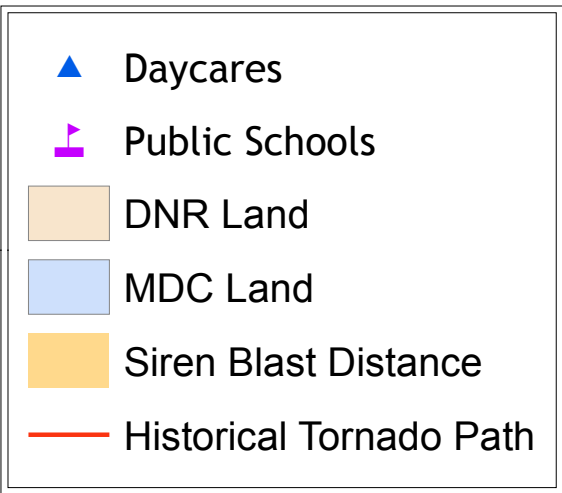 Daycares
Public Schools
DNR Land
MDC Land
Siren Blast Distance
Historical Tornado Path